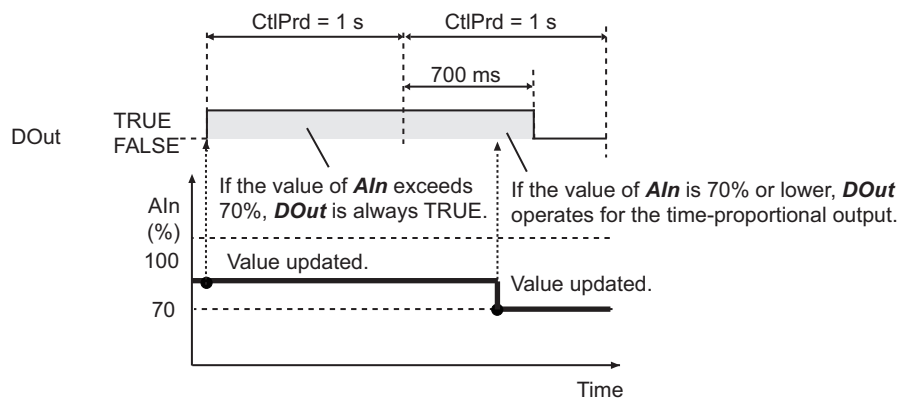 CtlPrd = 1 s
CtlPrd = 1 s
700 ms
DOut
TRUE
FALSE
If the value of AIn exceeds
70%, DOut is always TRUE.
If the value of AIn is 70% or lower, DOut
operates for the time-proportional output.
AIn
(%)
100
Value updated.
Value updated.
70
Time